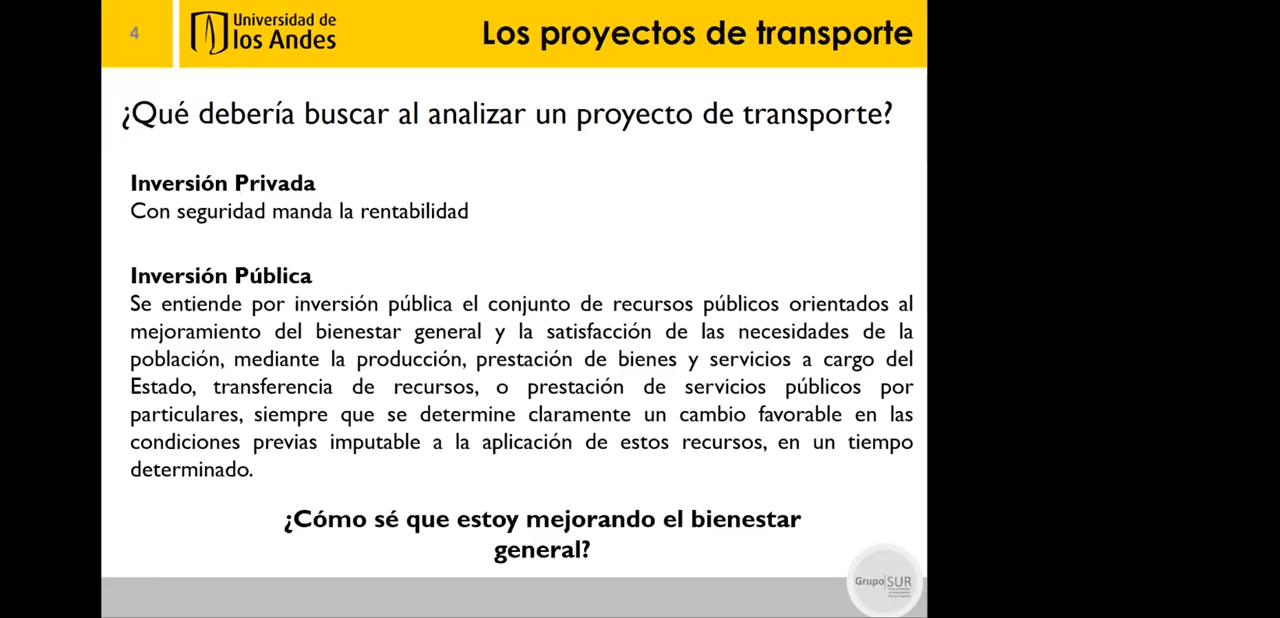 4
Universidad de
los Andes
Los proyectos de transporte
¿Qué debería buscar al analizar un proyecto de transporte?
Inversión Privada
Con seguridad manda la rentabilidad
Inversión Pública
Se entiende por inversión pública el conjunto de recursos públicos orientados al
mejoramiento del bienestar general y la satisfacción de las necesidades de la
población, mediante la producción, prestación de bienes y servicios a cargo del
Estado, transferencia de recursos, o prestación de servicios públicos por
particulares, siempre que se determine claramente un cambio favorable en las
condiciones previas imputable a la aplicación de estos recursos, en un tiempo
determinado.
¿Cómo sé que estoy mejorando el bienestar
general?
Grupo|SUR